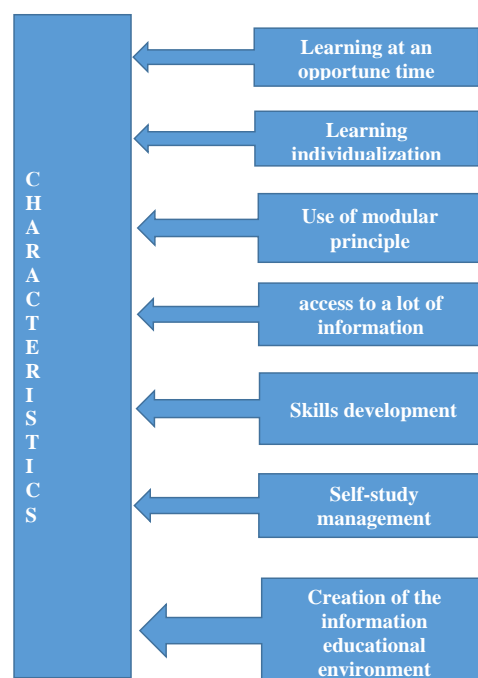 C
H
A
R
A
C
T
E
R
I
S
T
I
C
S
Learning at an
opportune time
Learning
individualization
Use of modular
principle
access to a lot of
information
Skills development
Self-study
management
Creation of the
information
educational
environment